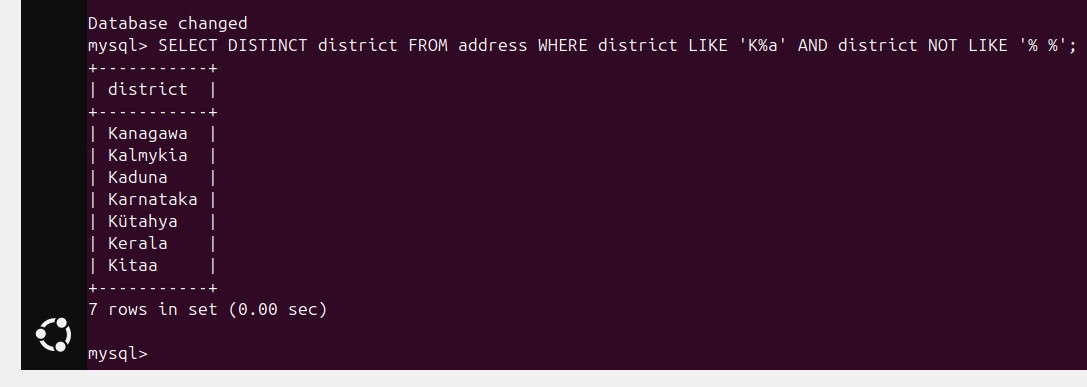 Database changed
mysql> SELECT DISTINCT district FROM address WHERE district LIKE 'K%a' AND district NOT LIKE '% %';
+-----------+
| district  |
+-----------+
| Kanagawa  |
| Kalmykia  |
| Kaduna    |
| Karnataka |
| Kütahya   |
| Kerala    |
| Kitaa     |
+-----------+
7 rows in set (0.00 sec)
mysql>